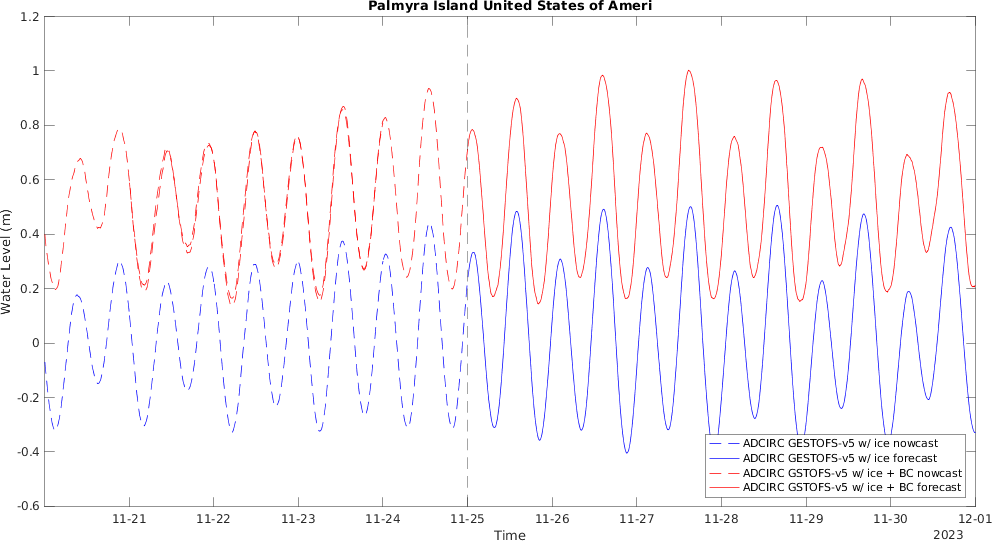 Palmyra Island United States of Ameri
1.2
1
0.8
0.6
0.4
0.2
0
-0.2
-0.4
-0.6
Water Level (m)
ADCIRC GESTOFS-v5 w/ ice nowcast
ADCIRC GESTOFS-v5 w/ ice forecast
ADCIRC GSTOFS-v5 w/ ice + BC nowcast
ADCIRC GSTOFS-v5 w/ ice + BC forecast
11-21 11-22 11-23 11-24 11-25 11-26 11-27 11-28 11-29 11-30 12-01
Time
2023